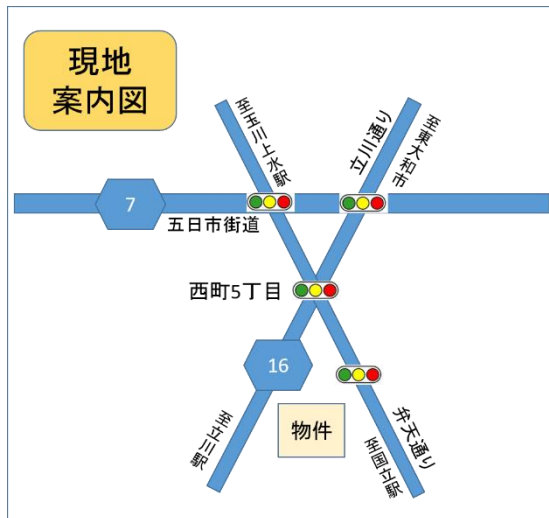 現地
案内図
至玉川上水駅
立川通り
至東大和市
7
五日市街道
西町5丁目
16
物件
至立川駅
弁天通り
至国立駅